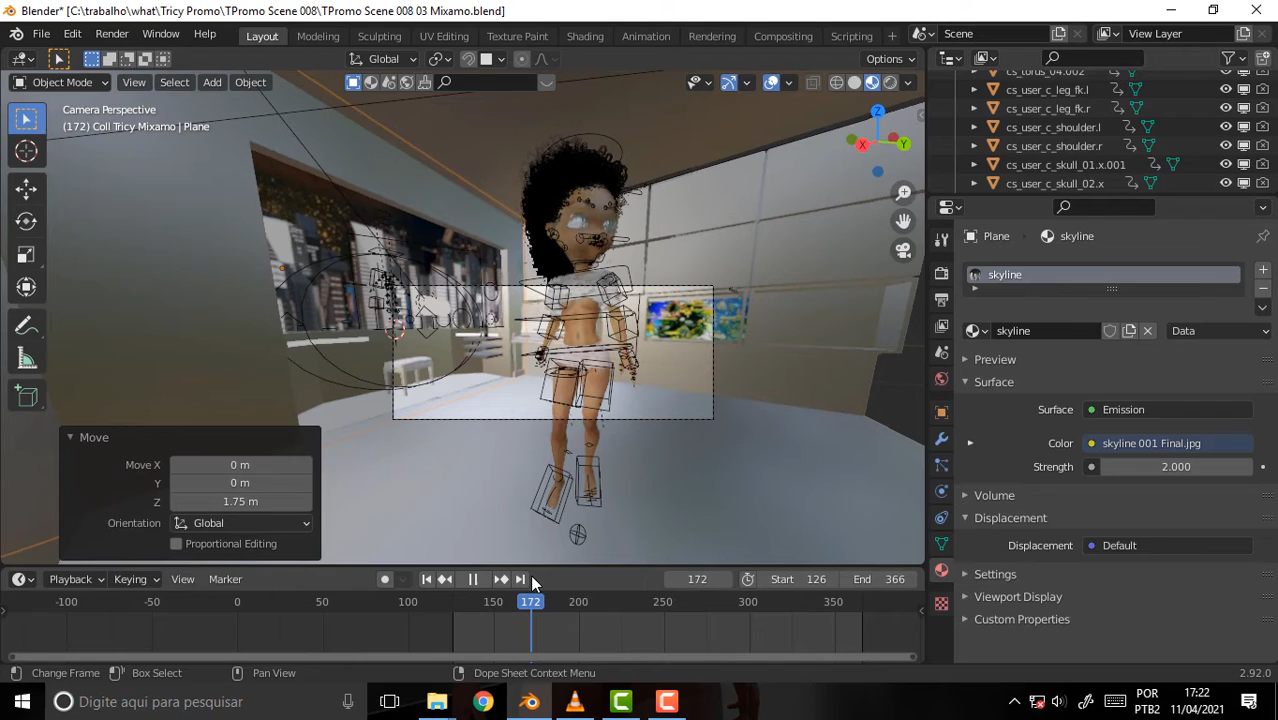 Blender* [C:\trabalho\what\Tricy Promo\TPromo Scene 008\TPromo Scene 008 03 Mixamo.blend]
File Edit Render Window Help Layout Modeling Sculpting UV Editing Texture Paint Shading Animation Rendering Compositing Scripting + Scene View Layer
Global Options
Object Mode View Select Add Object
Camera Perspective
(172) Coll Tricy Mixamo | Plane
Z
X Y
cs_torus_04.002
cs_user_c_leg_fk.l
cs_user_c_leg_fk.r
cs_user_c_shoulder.l
cs_user_c_shoulder.r
cs_user_c_skull_01.x.001
cs_user_c_skull_02.x
Plane skyline
skyline
skyline Data
Preview
Surface
Surface Emission
Color skyline 001 Final.jpg
Strength 2.000
Volume
Displacement
Displacement Default
Settings
Viewport Display
Custom Properties
Move
Move X 0 m
Y 0 m
Z 1.75 m
Orientation Global
Proportional Editing
Playback Keying View Marker 172 Start 126 End 366
-100 -50 0 50 100 150 172 200 250 300 350
Change Frame Box Select Pan View Dope Sheet Context Menu 2.92.0
Digite aqui para pesquisar
POR
PTB2
17:22
11/04/2021